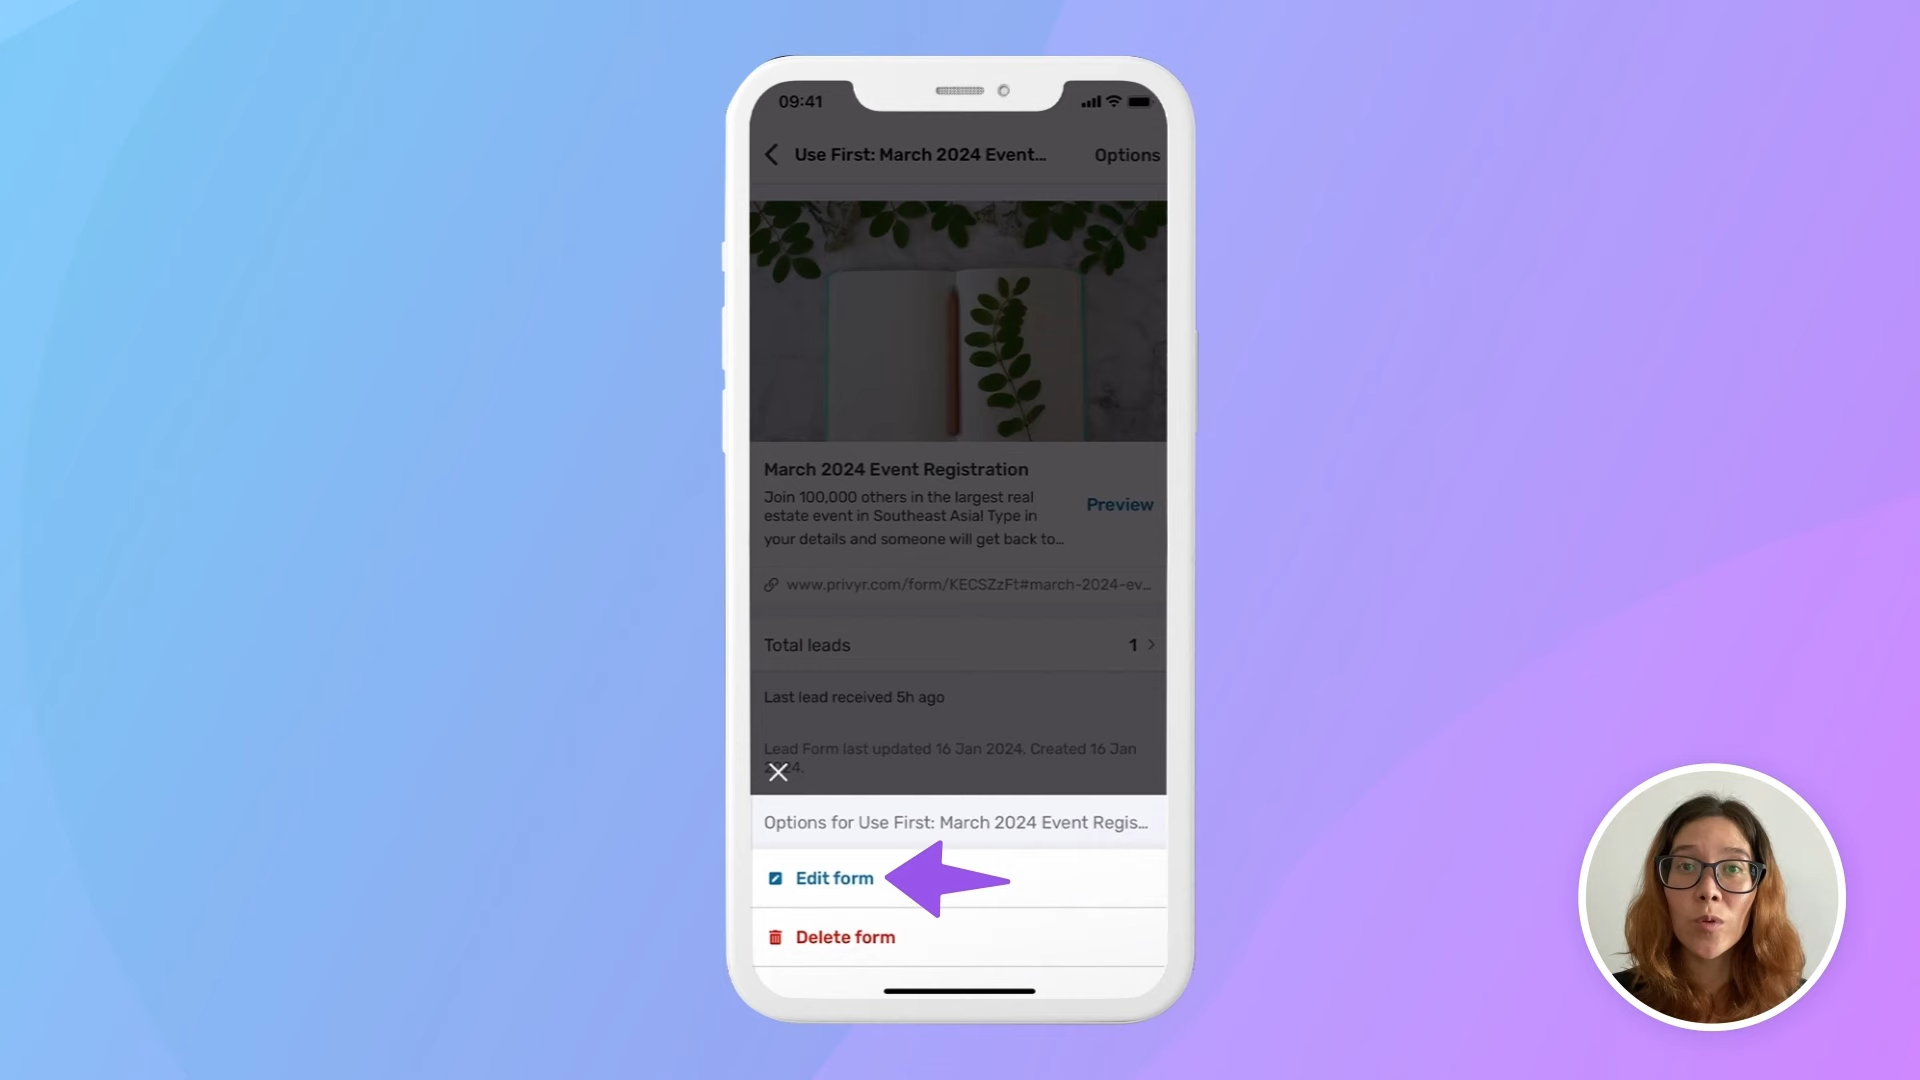 09:41
Use First: March 2024 Event...
Options
March 2024 Event Registration
Join 100,000 others in the largest real
estate event in Southeast Asia! Type in
your details and someone will get back to...
Preview
www.privyr.com/form/KECSZzFt#march-2024-ev...
Total leads
1
Last lead received 5h ago
Lead Form last updated 16 Jan 2024. Created 16 Jan
2024.
Options for Use First: March 2024 Event Regis...
Edit form
Delete form